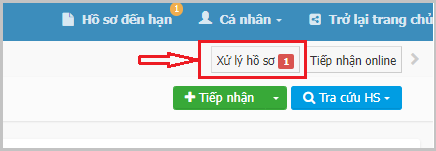 1
Hồ sơ đến hạn Cá nhân Trở lại trang chủ
Xử lý hồ sơ 1 Tiếp nhận online
Tiếp nhận Tra cứu HS